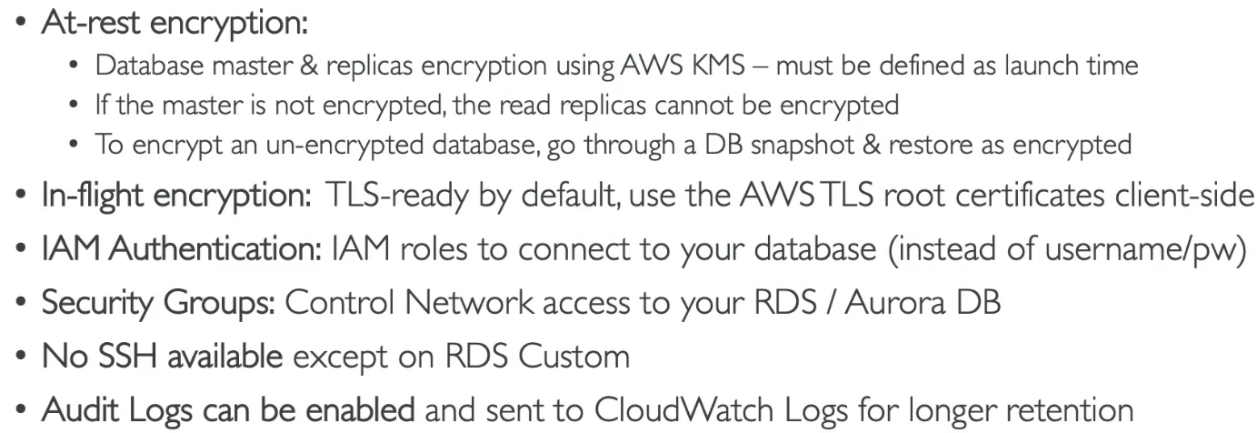 • At-rest encryption:
• Database master & replicas encryption using AWS KMS – must be defined as launch time
• If the master is not encrypted, the read replicas cannot be encrypted
• To encrypt an un-encrypted database, go through a DB snapshot & restore as encrypted
• In-flight encryption: TLS-ready by default, use the AWS TLS root certificates client-side
• IAM Authentication: IAM roles to connect to your database (instead of username/pw)
• Security Groups: Control Network access to your RDS / Aurora DB
• No SSH available except on RDS Custom
• Audit Logs can be enabled and sent to CloudWatch Logs for longer retention